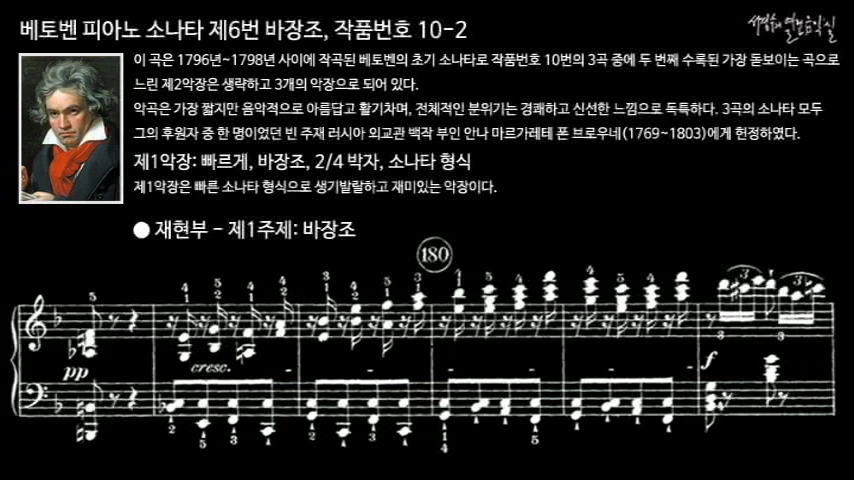 베토벤 피아노 소나타 제6번 바장조, 작품번호 10-2
서경수의 열린음악실
이 곡은 1796년~1798년 사이에 작곡된 베토벤의 초기 소나타로 작품번호 10번의 3곡 중에 두 번째 수록된 가장 돋보이는 곡으로
느린 제2악장은 생략하고 3개의 악장으로 되어 있다.
악곡은 가장 짧지만 음악적으로 아름답고 활기차며, 전체적인 분위기는 경쾌하고 신선한 느낌으로 독특하다. 3곡의 소나타 모두
그의 후원자 중 한 명이었던 빈 주재 러시아 외교관 백작 부인 안나 마르가레테 폰 브로우네(1769~1803)에게 헌정하였다.
제1악장: 빠르게, 바장조, 2/4 박자, 소나타 형식
제1악장은 빠른 소나타 형식으로 생기발랄하고 재미있는 악장이다.
● 재현부 - 제1주제: 바장조
180
pp
cresc.
f